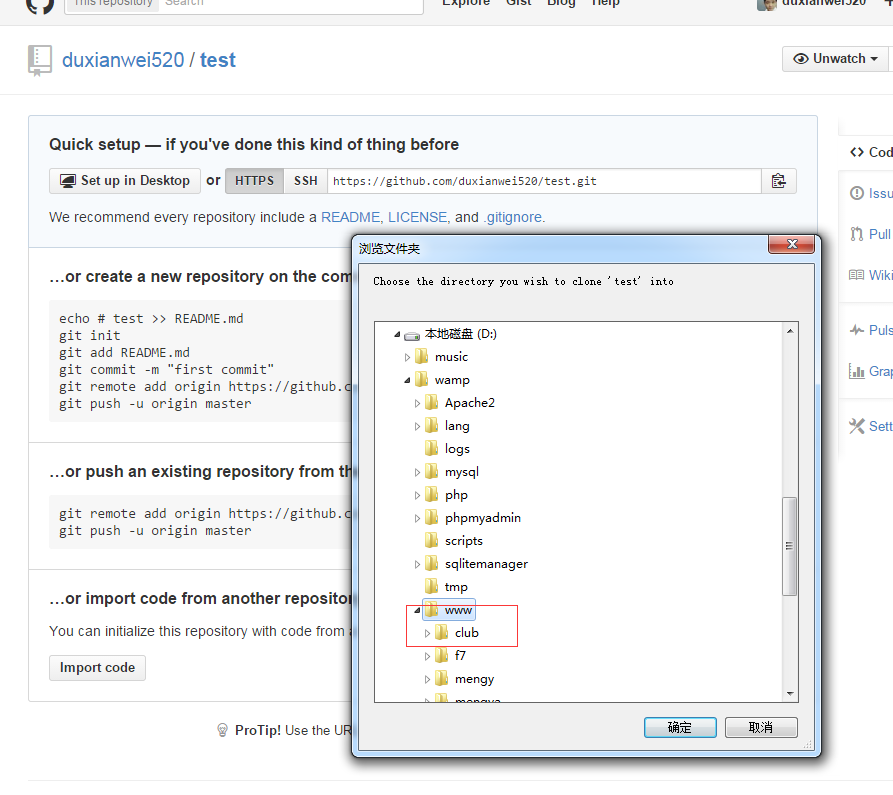 This repository Search
Explore Gist Blog Help
duxianwei520
duxianwei520 / test
Unwatch
Quick setup — if you've done this kind of thing before
Set up in Desktop or HTTPS SSH https://github.com/duxianwei520/test.git
We recommend every repository include a README, LICENSE, and .gitignore.
…or create a new repository on the com
echo # test >> README.md
git init
git add README.md
git commit -m "first commit"
git remote add origin https://github.c
git push -u origin master
…or push an existing repository from th
git remote add origin https://github.c
git push -u origin master
…or import code from another repositor
You can initialize this repository with code from a
Import code
ProTip! Use the UR
浏览文件夹
Choose the directory you wish to clone 'test' into
本地磁盘 (D:)
music
wamp
Apache2
lang
logs
mysql
php
phpmyadmin
scripts
sqlitemanager
tmp
www
club
f7
mengy
mengya
确定 取消
Cod
Issu
Pull
Wiki
Puls
Grap
Sett